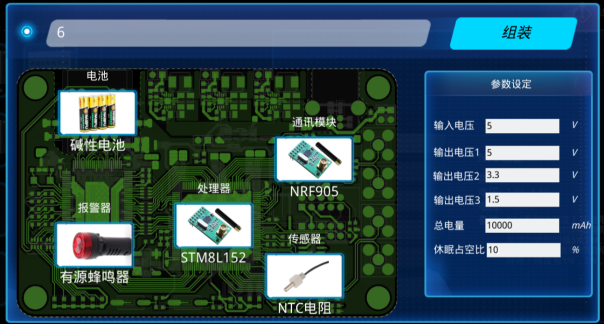 6
组装
电池
碱性电池
通讯模块
NRF905
处理器
STM8L152
报警器
有源蜂鸣器
传感器
NTC电阻
参数设定
输入电压 5 V
输出电压1 5 V
输出电压2 3.3 V
输出电压3 1.5 V
总电量 10000 mAh
休眠占空比 10 %